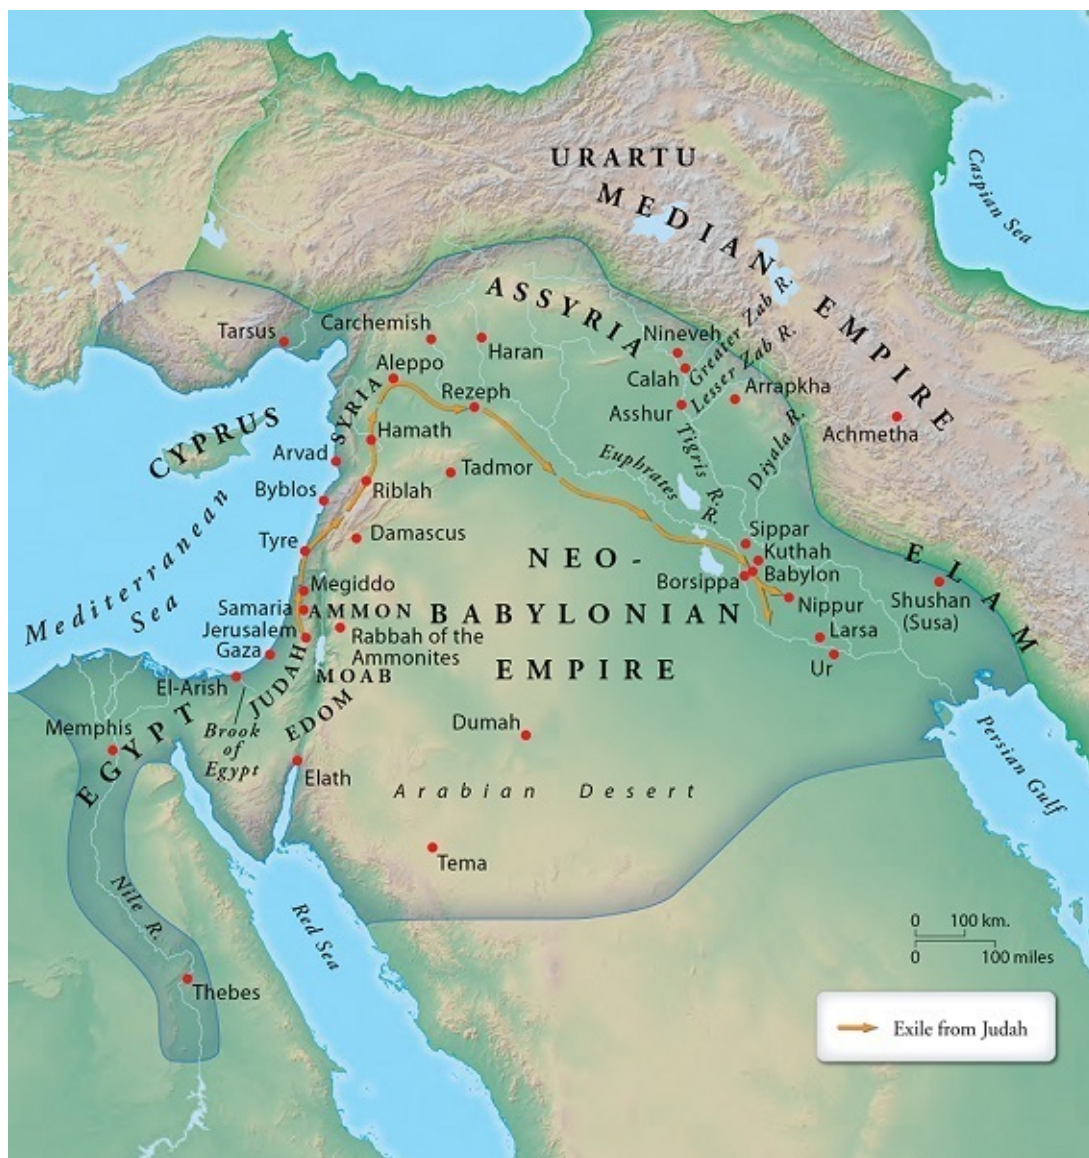 URARTU
MEDIAN EMPIRE
Caspian Sea
ASSYRIA
Tarsus
Carchemish
Haran
Nineveh
Greater Zab R.
Aleppo
Calah
Lesser Zab R.
SYRIA
Rezeph
Asshur
Arrapkha
Achmetha
CYPRUS
Hamath
Tigris R.
Diyala R.
Arvad
Tadmor
Euphrates R.
Byblos
Riblah
Mediterranean
Sea
Tyre
Damascus
Sippar
Kuthah
NEO-
ELAM
Borsippa
Babylon
Megiddo
Samaria
AMMON
BABYLONIAN
Nippur
Shushan
(Susa)
Jerusalem
Rabbah of the
Ammonites
Larsa
Gaza
JUDAH
MOAB
EMPIRE
Ur
El-Arish
EDOM
Memphis
EGYPT
Brook
of
Egypt
Dumah
Persian Gulf
Elath
Arabian Desert
Tema
Nile R.
Red Sea
0 100 km.
0 100 miles
Thebes
Exile from Judah